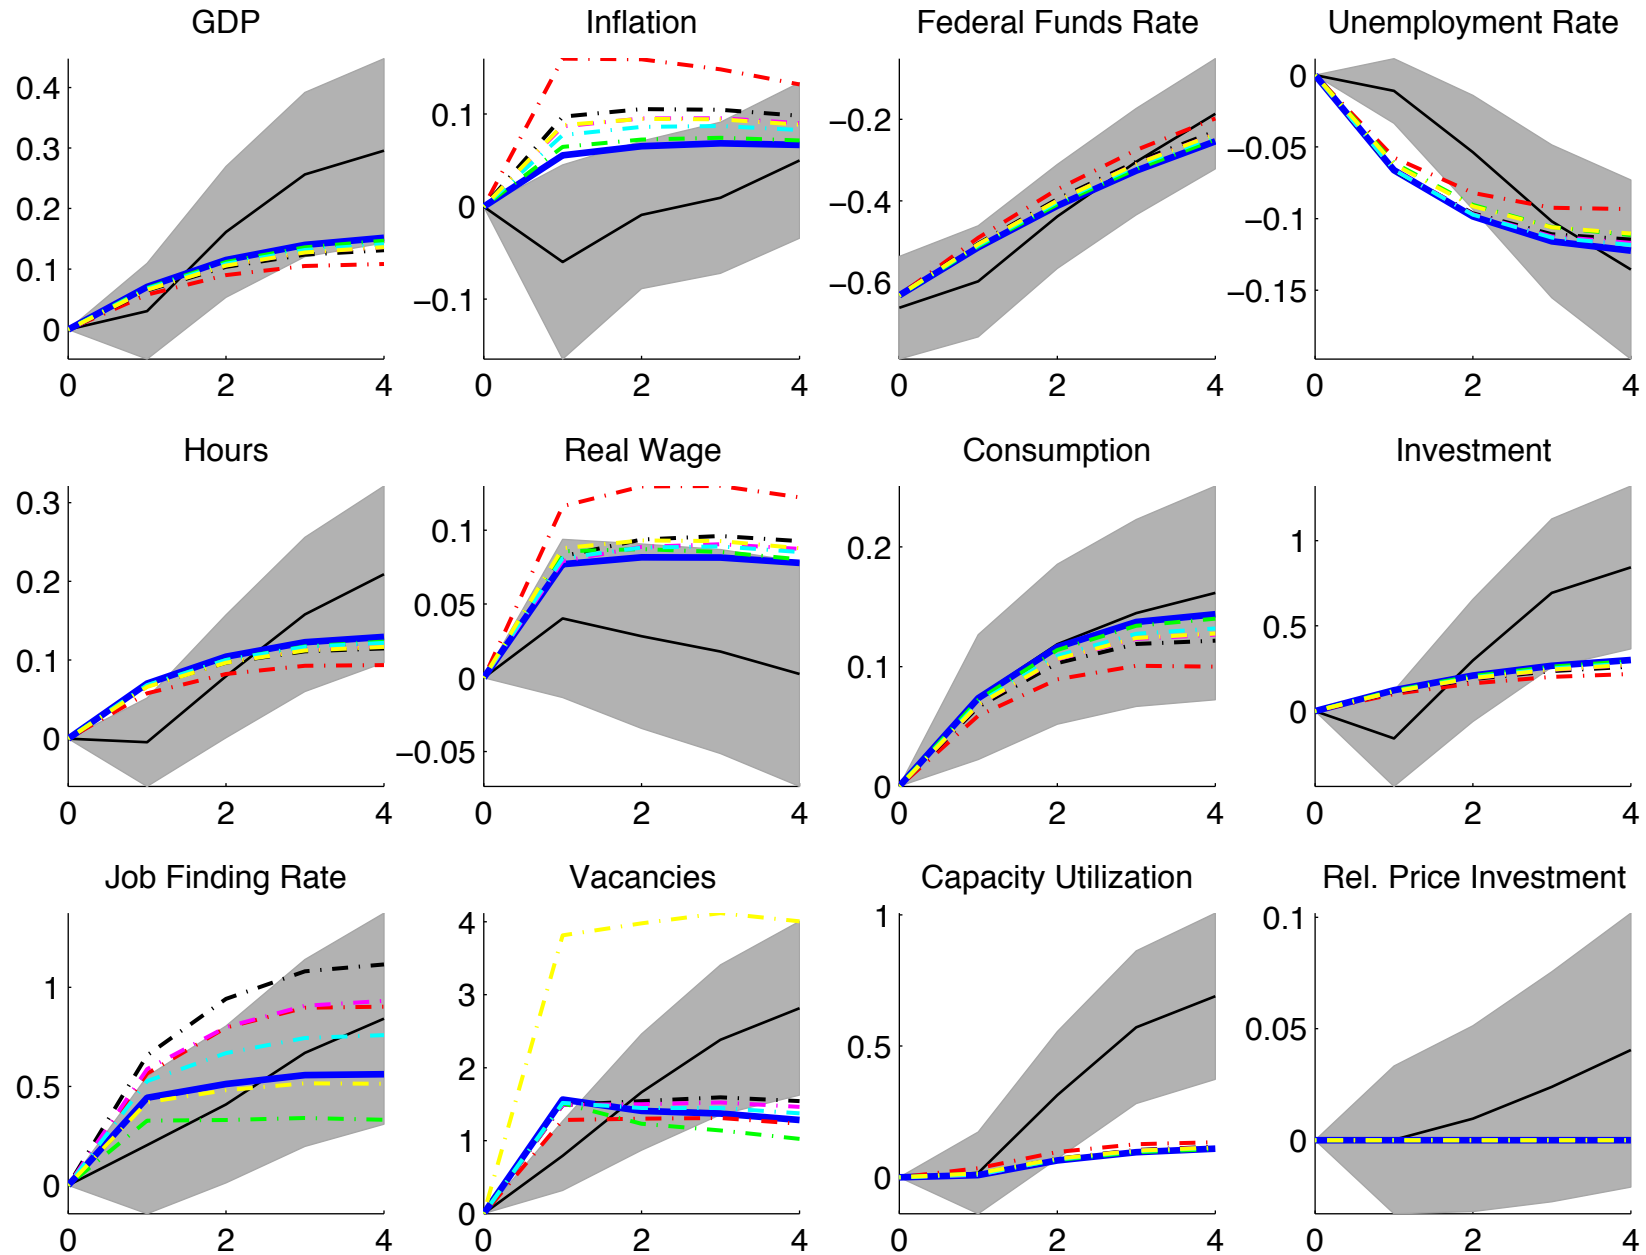 GDP
Inflation
Federal Funds Rate
Unemployment Rate
0.4
0.3
0.2
0.1
0
0 2 4
0.1
0
−0.1
0 2 4
−0.2
−0.4
−0.6
0 2 4
0
−0.05
−0.1
−0.15
0 2 4
Hours
Real Wage
Consumption
Investment
0.3
0.2
0.1
0
0 2 4
0.1
0.05
0
−0.05
0 2 4
0.2
0.1
0
0 2 4
1
0.5
0
0 2 4
Job Finding Rate
Vacancies
Capacity Utilization
Rel. Price Investment
1
0.5
0
0 2 4
4
3
2
1
0
0 2 4
1
0.5
0
0 2 4
0.1
0.05
0
0 2 4